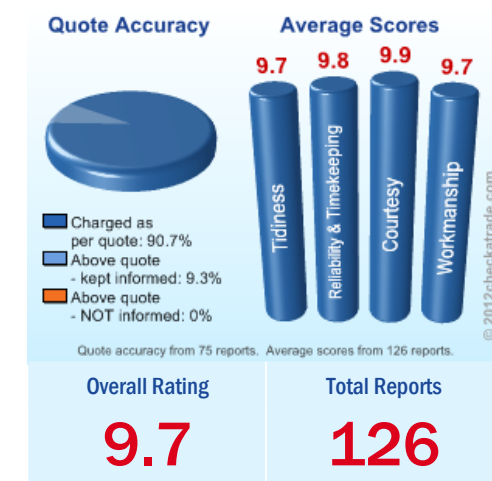 Quote Accuracy
Average Scores
9.7
9.8
9.9
9.7
Tidiness
Reliability & Timekeeping
Courtesy
Workmanship
Charged as
per quote: 90.7%
Above quote
- kept informed: 9.3%
Above quote
- NOT informed: 0%
© 2012checkatrade.com
Quote accuracy from 75 reports. Average scores from 126 reports.
Overall Rating
Total Reports
9.7
126